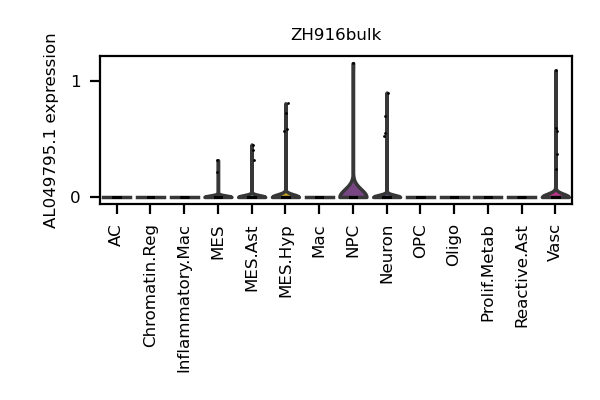 ZH916bulk
AL049795.1 expression
1
0
AC
Chromatin.Reg
Inflammatory.Mac
MES
MES.Ast
MES.Hyp
Mac
NPC
Neuron
OPC
Oligo
Prolif.Metab
Reactive.Ast
Vasc